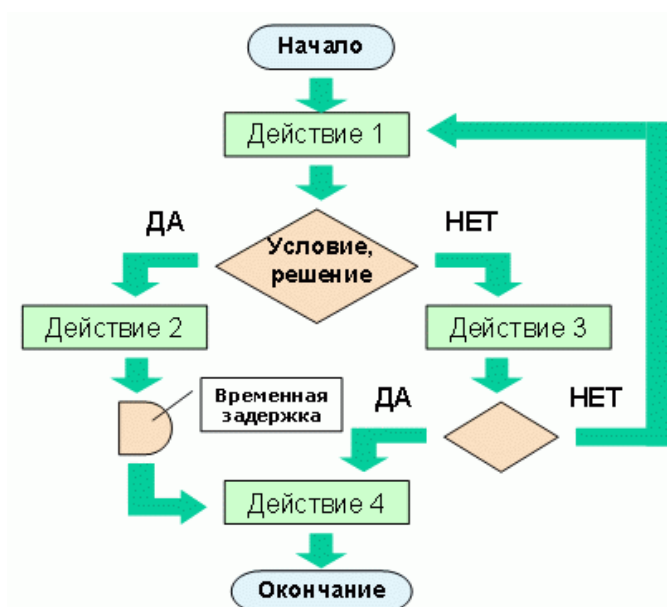 Начало
Действие 1
ДА
НЕТ
Условие,
решение
Действие 2
Действие 3
Временная
задержка
ДА
НЕТ
Действие 4
Окончание